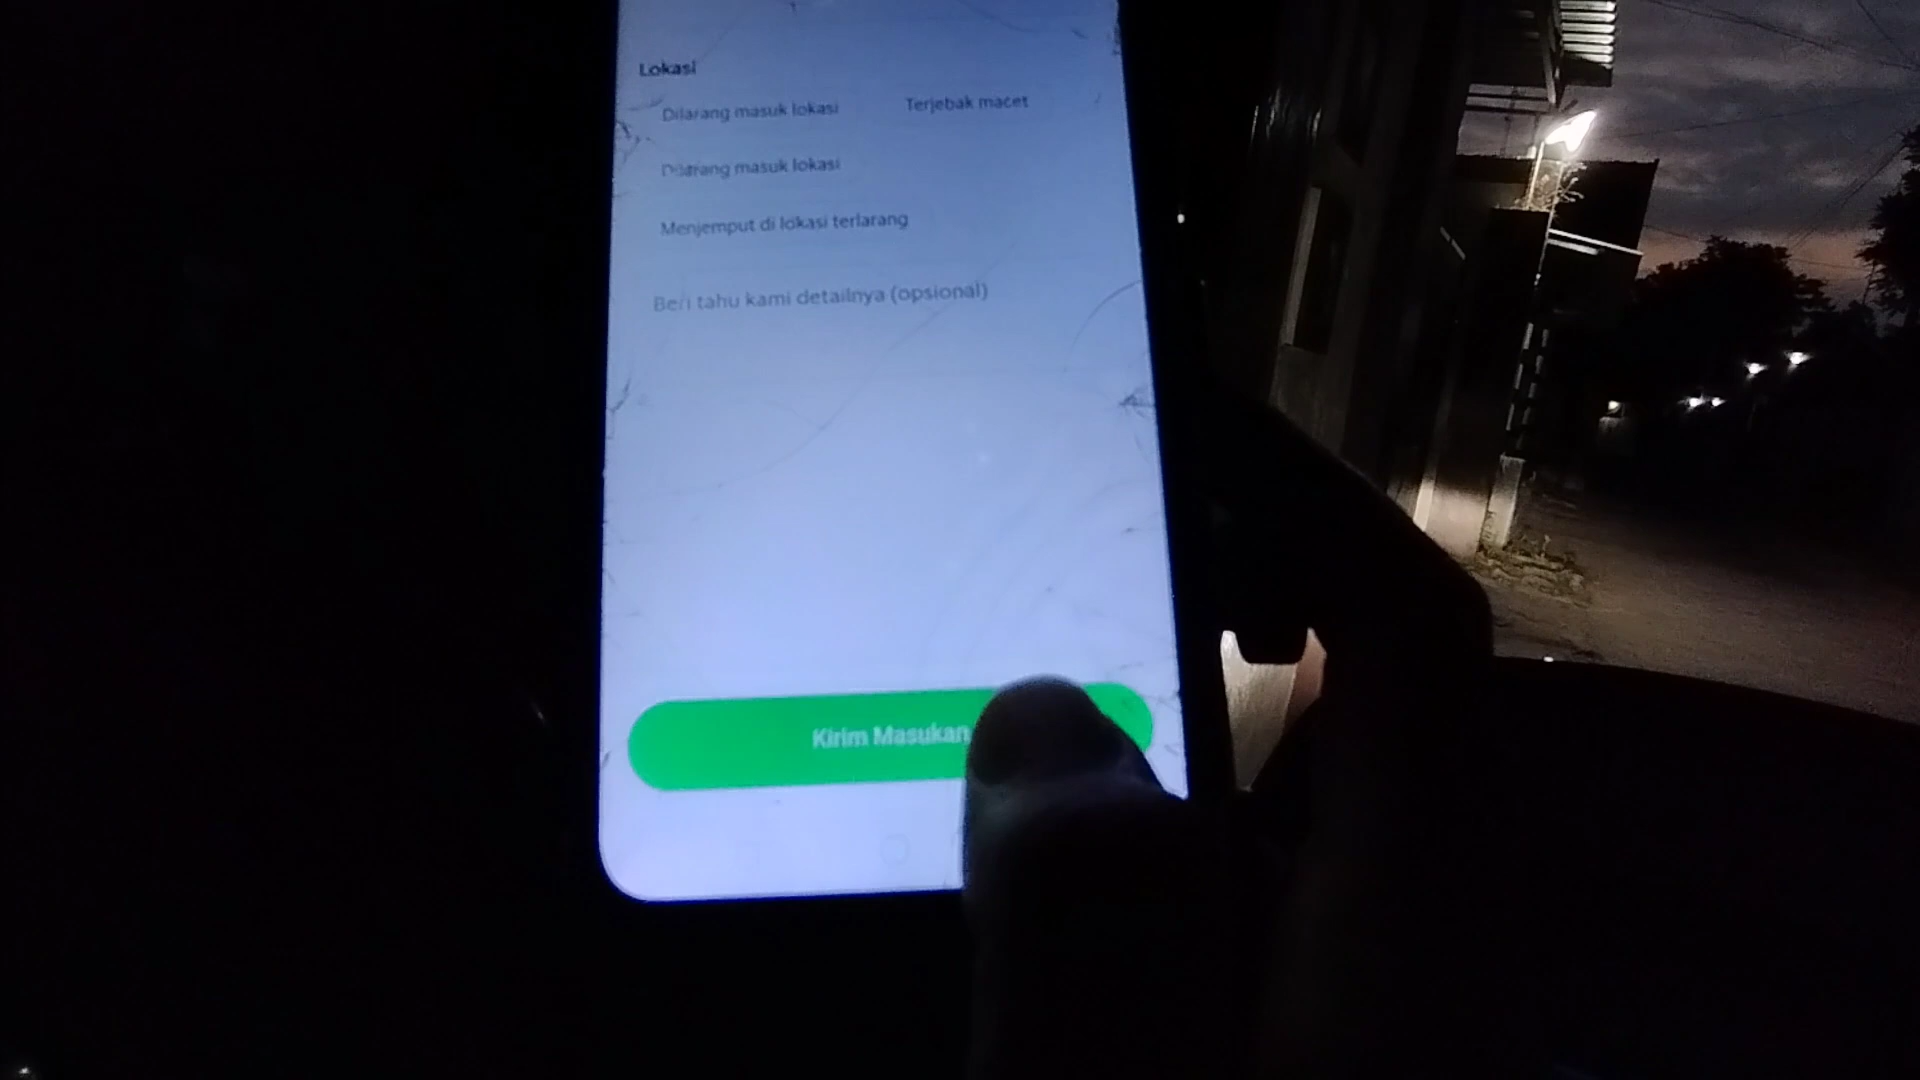 Lokasi
Dilarang masuk lokasi Terjebak macet
Dilarang masuk lokasi
Menjemput di lokasi terlarang
Beri tahu kami detailnya (opsional)
Kirim Masukan